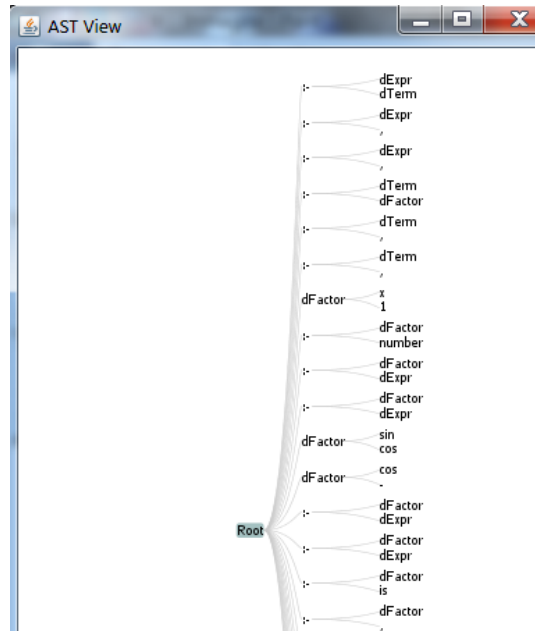 AST View
:- dExpr
dTerm
:- dExpr
,
:- dExpr
,
:- dTerm
dFactor
:- dTerm
,
:- dTerm
,
dFactor x
1
:- dFactor
number
:- dFactor
dExpr
:- dFactor
dExpr
dFactor sin
cos
dFactor cos
-
:- dFactor
dExpr
Root
:- dFactor
dExpr
:- dFactor
is
:- dFactor
,